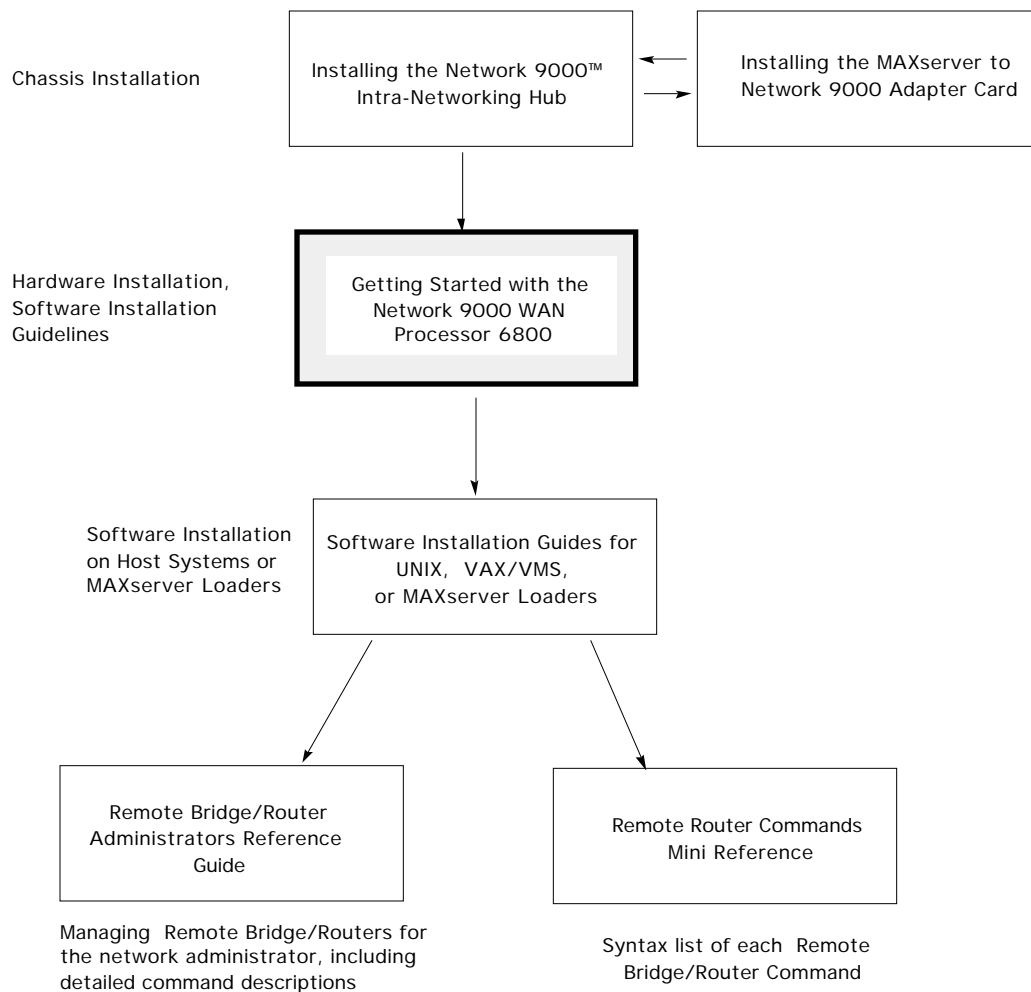 Chassis Installation
Installing the Network 9000™
Intra-Networking Hub
Installing the MAXserver to
Network 9000 Adapter Card
Hardware Installation,
Software Installation
Guidelines
Getting Started with the
Network 9000 WAN
Processor 6800
Software Installation
on Host Systems or
MAXserver Loaders
Software Installation Guides for
UNIX, VAX/VMS,
or MAXserver Loaders
Remote Bridge/Router
Administrators Reference
Guide
Remote Router Commands
Mini Reference
Managing Remote Bridge/Routers for
the network administrator, including
detailed command descriptions
Syntax list of each Remote
Bridge/Router Command